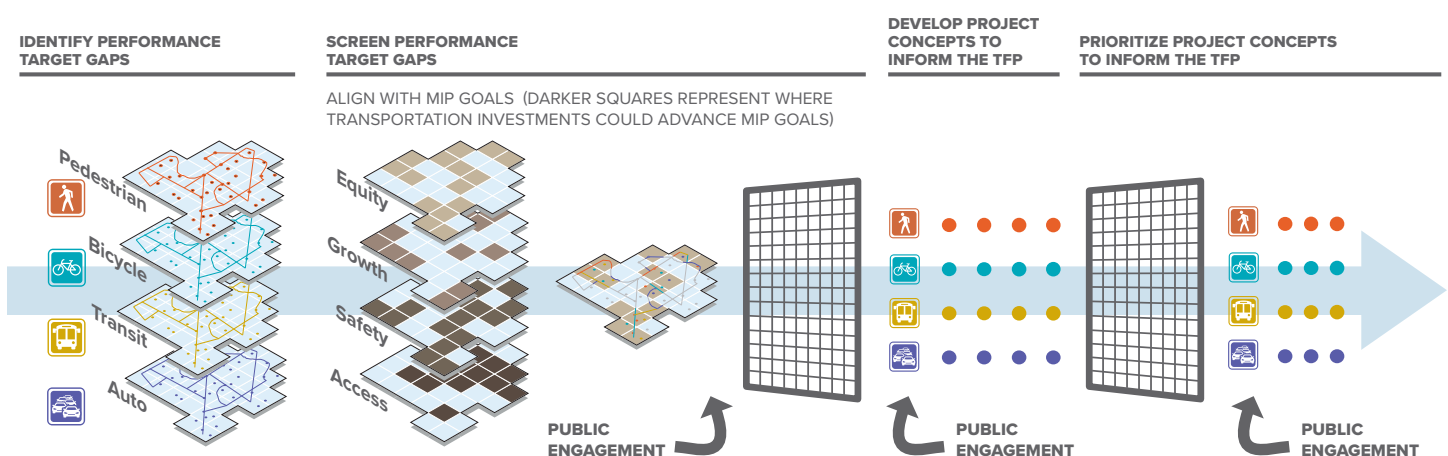 IDENTIFY PERFORMANCE
TARGET GAPS
SCREEN PERFORMANCE
TARGET GAPS
ALIGN WITH MIP GOALS (DARKER SQUARES REPRESENT WHERE
TRANSPORTATION INVESTMENTS COULD ADVANCE MIP GOALS)
DEVELOP PROJECT
CONCEPTS TO
INFORM THE TFP
PRIORITIZE PROJECT CONCEPTS
TO INFORM THE TFP
Pedestrian
Bicycle
Transit
Auto
Equity
Growth
Safety
Access
PUBLIC
ENGAGEMENT
PUBLIC
ENGAGEMENT
PUBLIC
ENGAGEMENT